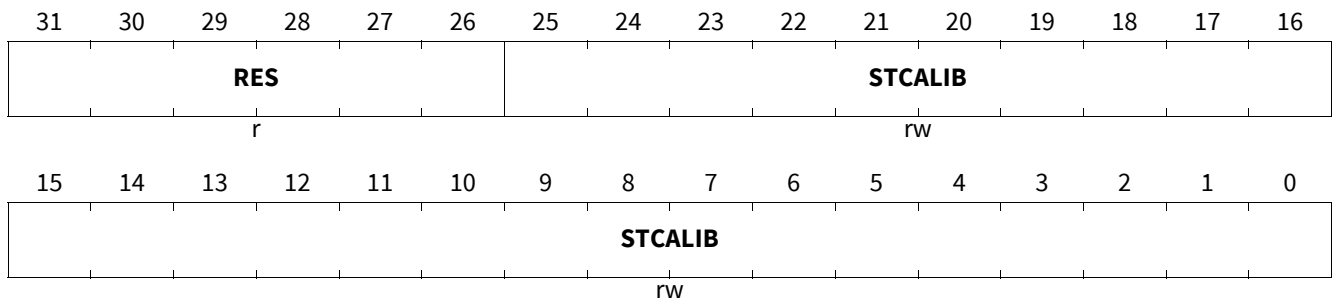 31 30 29 28 27 26 25 24 23 22 21 20 19 18 17 16
RES STCALIB
r rw
15 14 13 12 11 10 9 8 7 6 5 4 3 2 1 0
STCALIB
rw